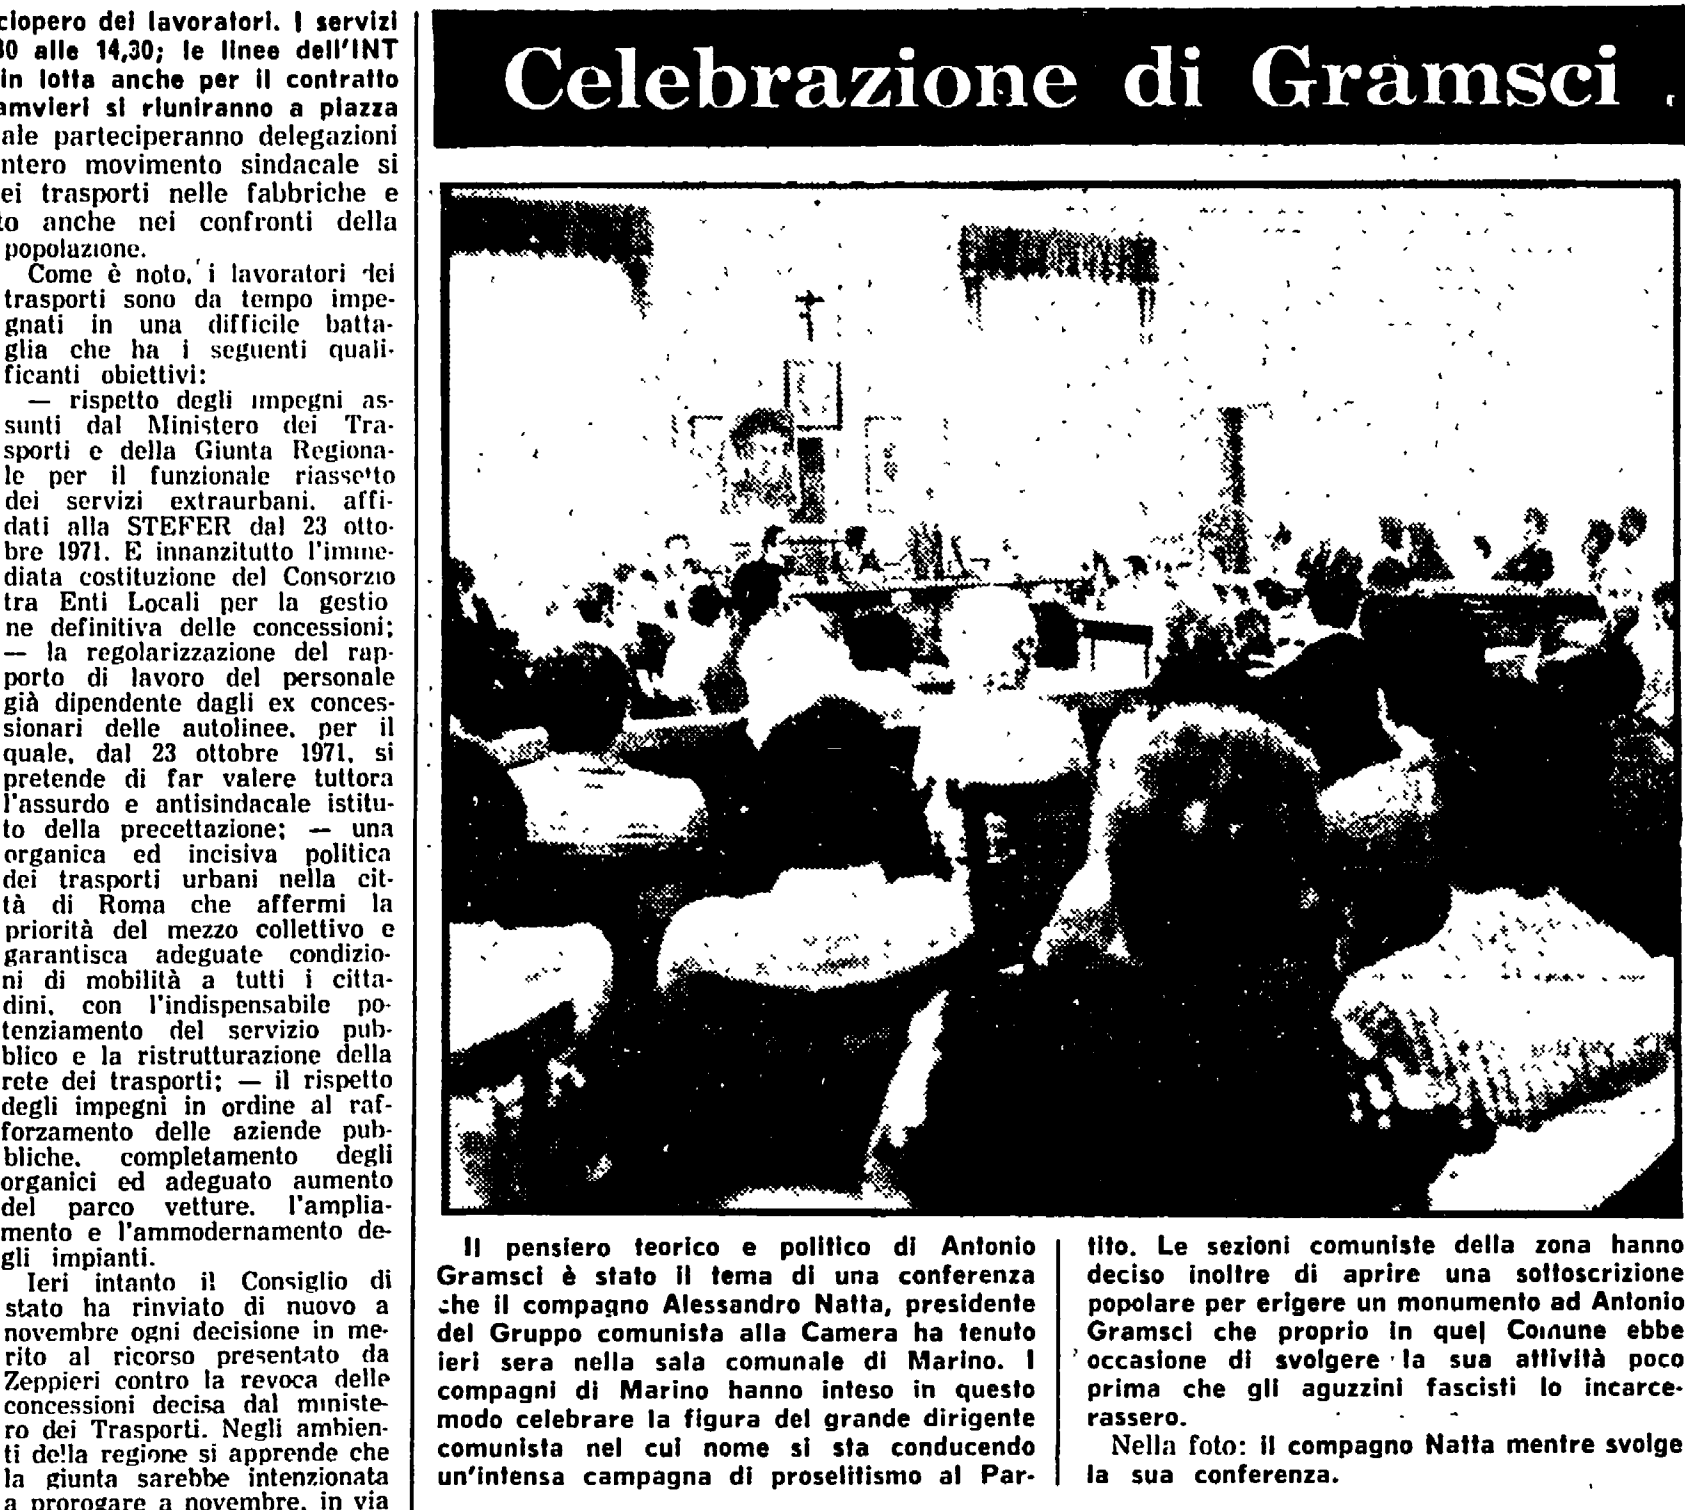 ciopero dei lavoratori. I servizi
30 alle 14,30; le linee dell'INT
in lotta anche per il contratto
amvieri si riuniranno a piazza
ale parteciperanno delegazioni
ntero movimento sindacale si
ei trasporti nelle fabbriche e
to anche nei confronti della
popolazione.
Come è noto, i lavoratori dei
trasporti sono da tempo impe-
gnati in una difficile batta-
glia che ha i seguenti quali-
ficanti obiettivi:
— rispetto degli impegni as-
sunti dal Ministero dei Tra-
sporti e della Giunta Regiona-
le per il funzionale riassetto
dei servizi extraurbani. affi-
dati alla STEFER dal 23 otto-
bre 1971. E innanzitutto l'imme-
diata costituzione del Consorzio
tra Enti Locali per la gestio
ne definitiva delle concessioni;
— la regolarizzazione del rap-
porto di lavoro del personale
già dipendente dagli ex conces-
sionari delle autolinee, per il
quale, dal 23 ottobre 1971, si
pretende di far valere tuttora
l'assurdo e antisindacale istitu-
to della precettazione; — una
organica ed incisiva politica
dei trasporti urbani nella cit-
tà di Roma che affermi la
priorità del mezzo collettivo e
garantisca adeguate condizio-
ni di mobilità a tutti i citta-
dini, con l'indispensabile po-
tenziamento del servizio pub-
blico e la ristrutturazione della
rete dei trasporti; — il rispetto
degli impegni in ordine al raf-
forzamento delle aziende pub-
bliche. completamento degli
organici ed adeguato aumento
del parco vetture. l'amplia-
mento e l'ammodernamento de-
gli impianti.
Ieri intanto il Consiglio di
stato ha rinviato di nuovo a
novembre ogni decisione in me-
rito al ricorso presentato da
Zeppieri contro la revoca delle
concessioni decisa dal ministe-
ro dei Trasporti. Negli ambien-
ti della regione si apprende che
la giunta sarebbe intenzionata
a prorogare a novembre, in via
Celebrazione di Gramsci
Il pensiero teorico e politico di Antonio
Gramsci è stato il tema di una conferenza
che il compagno Alessandro Natta, presidente
del Gruppo comunista alla Camera ha tenuto
ieri sera nella sala comunale di Marino. I
compagni di Marino hanno inteso in questo
modo celebrare la figura del grande dirigente
comunista nel cui nome si sta conducendo
un'intensa campagna di proselitismo al Par-
tito. Le sezioni comuniste della zona hanno
deciso inoltre di aprire una sottoscrizione
popolare per erigere un monumento ad Antonio
Gramsci che proprio in quel Comune ebbe
occasione di svolgere la sua attività poco
prima che gli aguzzini fascisti lo incarce-
rassero.
Nella foto: il compagno Natta mentre svolge
la sua conferenza.